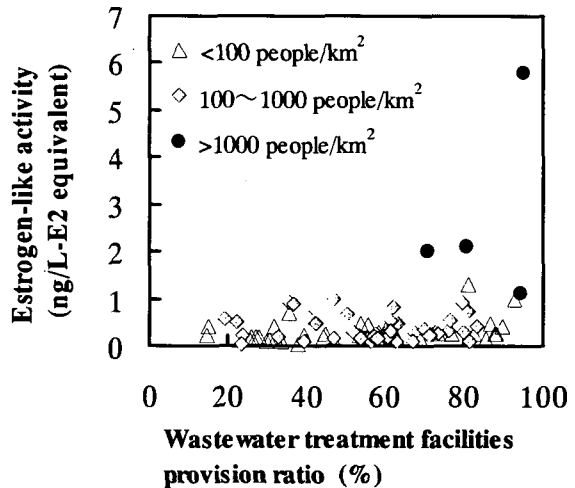 Estrogen-like activity
(ng/L-E2 equivalent)
7
6
5
4
3
2
1
0
<100 people/km²
100～1000 people/km²
>1000 people/km²
0 20 40 60 80 100
Wastewater treatment facilities
provision ratio (%)